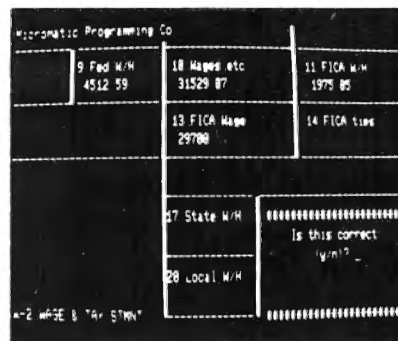 Micromatic Programming Co
9 Fed W/H
4512 59
10 Wages etc
31529 07
11 FICA W/H
1975 05
13 FICA Wage
29700
14 FICA tips
17 State W/H
Is this correct
(y/n)? _
20 Local W/H
W-2 WAGE & TAX STMNT